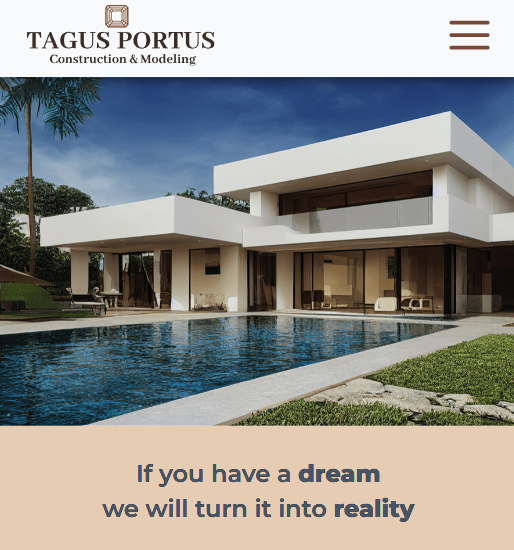 TAGUS PORTUS
Construction & Modeling
If you have a dream
we will turn it into reality